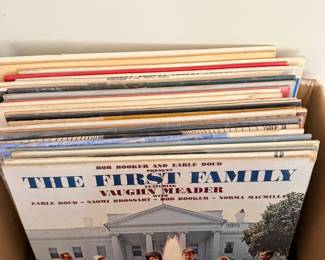 BOB BOOKER AND EARLE DOUD
PRESENT
THE FIRST FAMILY
FEATURING
VAUGHN MEADER
WITH
EARLE DOUD · NAOMI BROSSART · BOB BOOKER · NORMA MACMILLAN